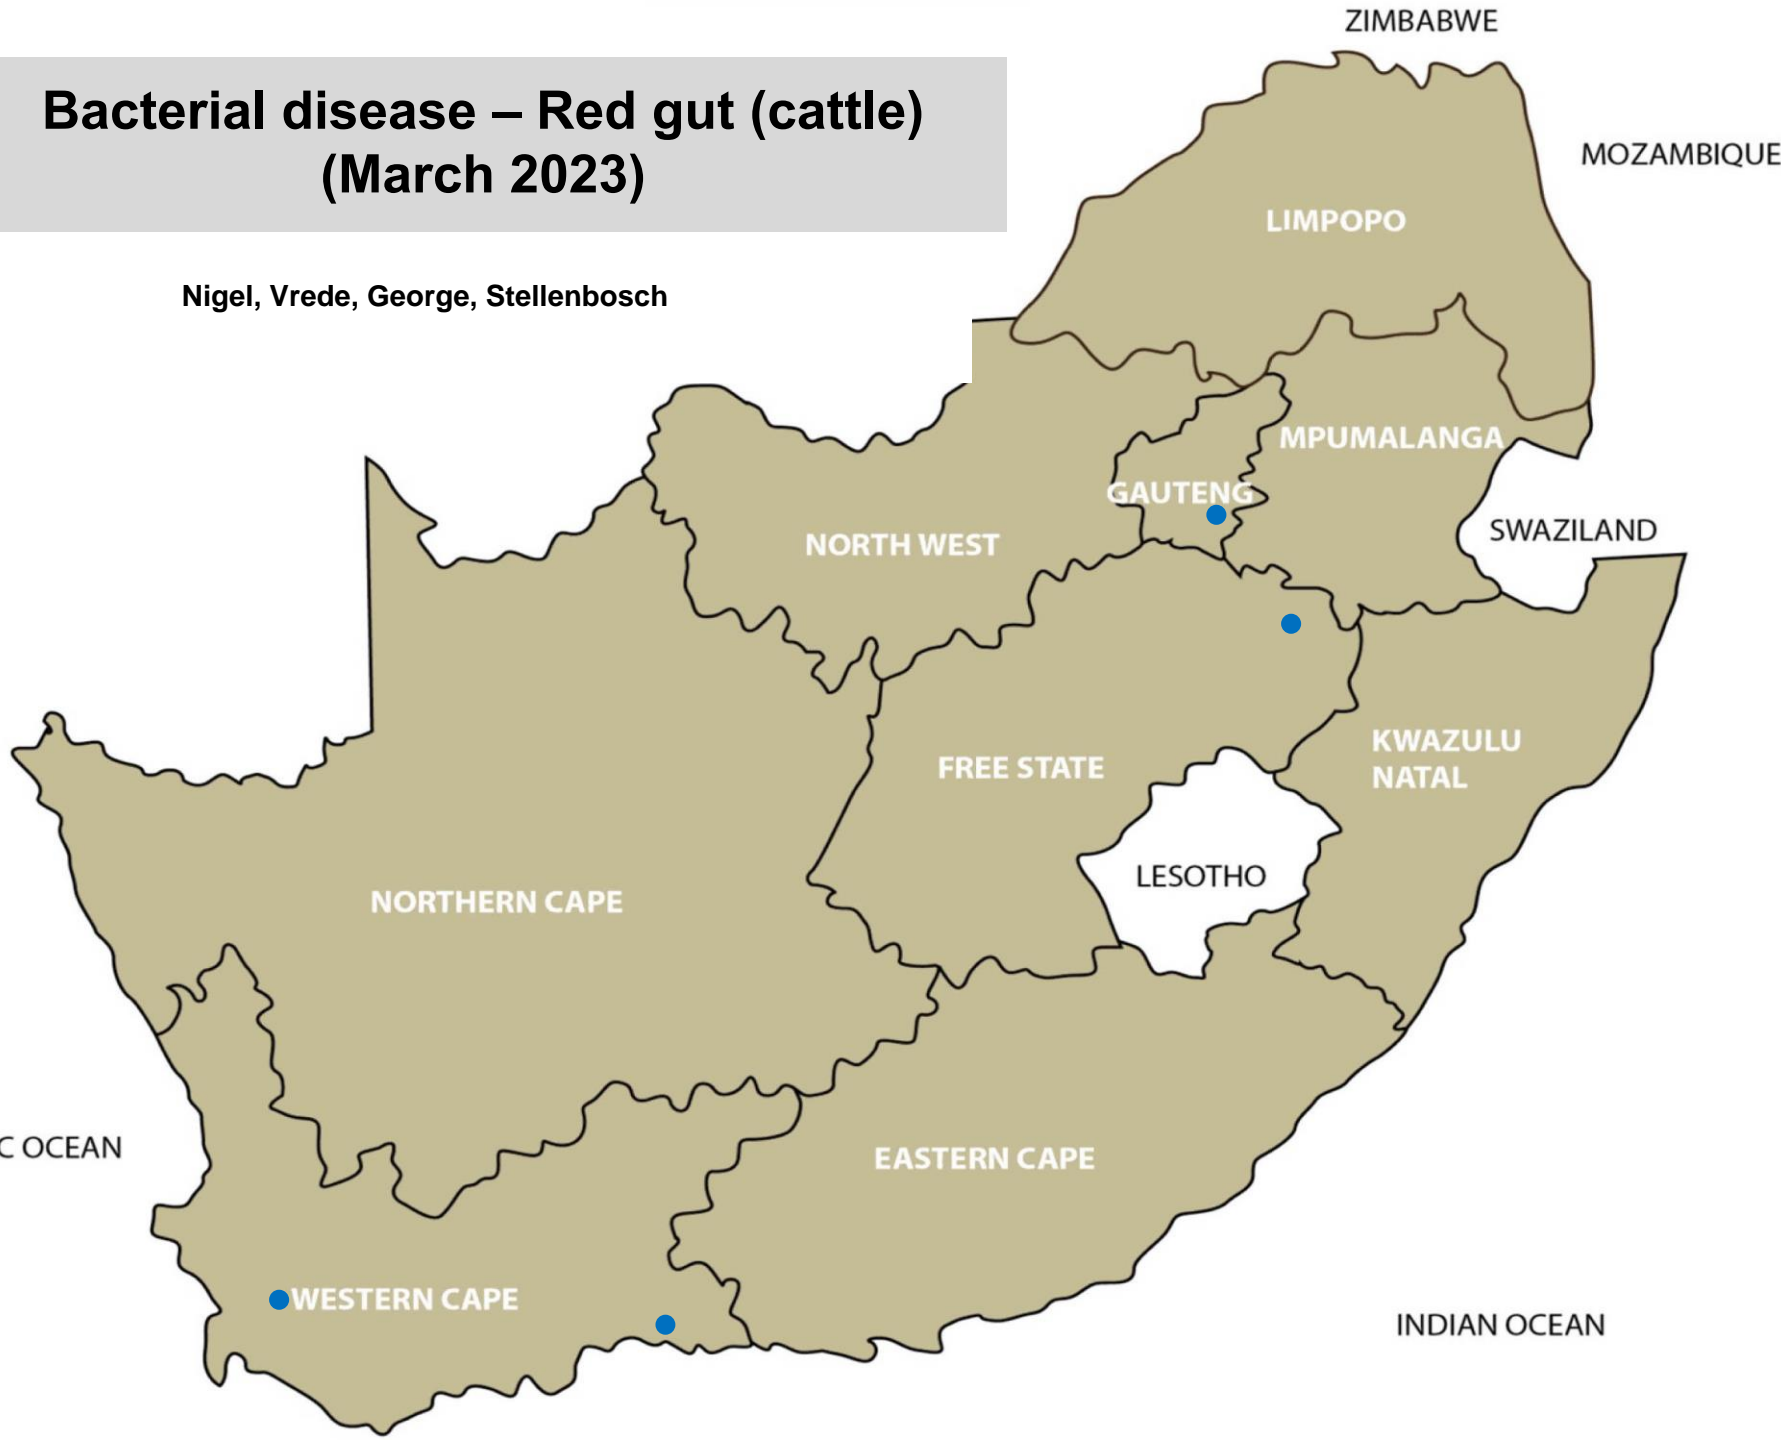 ZIMBABWE
Bacterial disease – Red gut (cattle)
(March 2023)
MOZAMBIQUE
LIMPOPO
Nigel, Vrede, George, Stellenbosch
MPUMALANGA
GAUTENG
SWAZILAND
NORTH WEST
KWAZULU
NATAL
FREE STATE
LESOTHO
NORTHERN CAPE
C OCEAN
EASTERN CAPE
WESTERN CAPE
INDIAN OCEAN